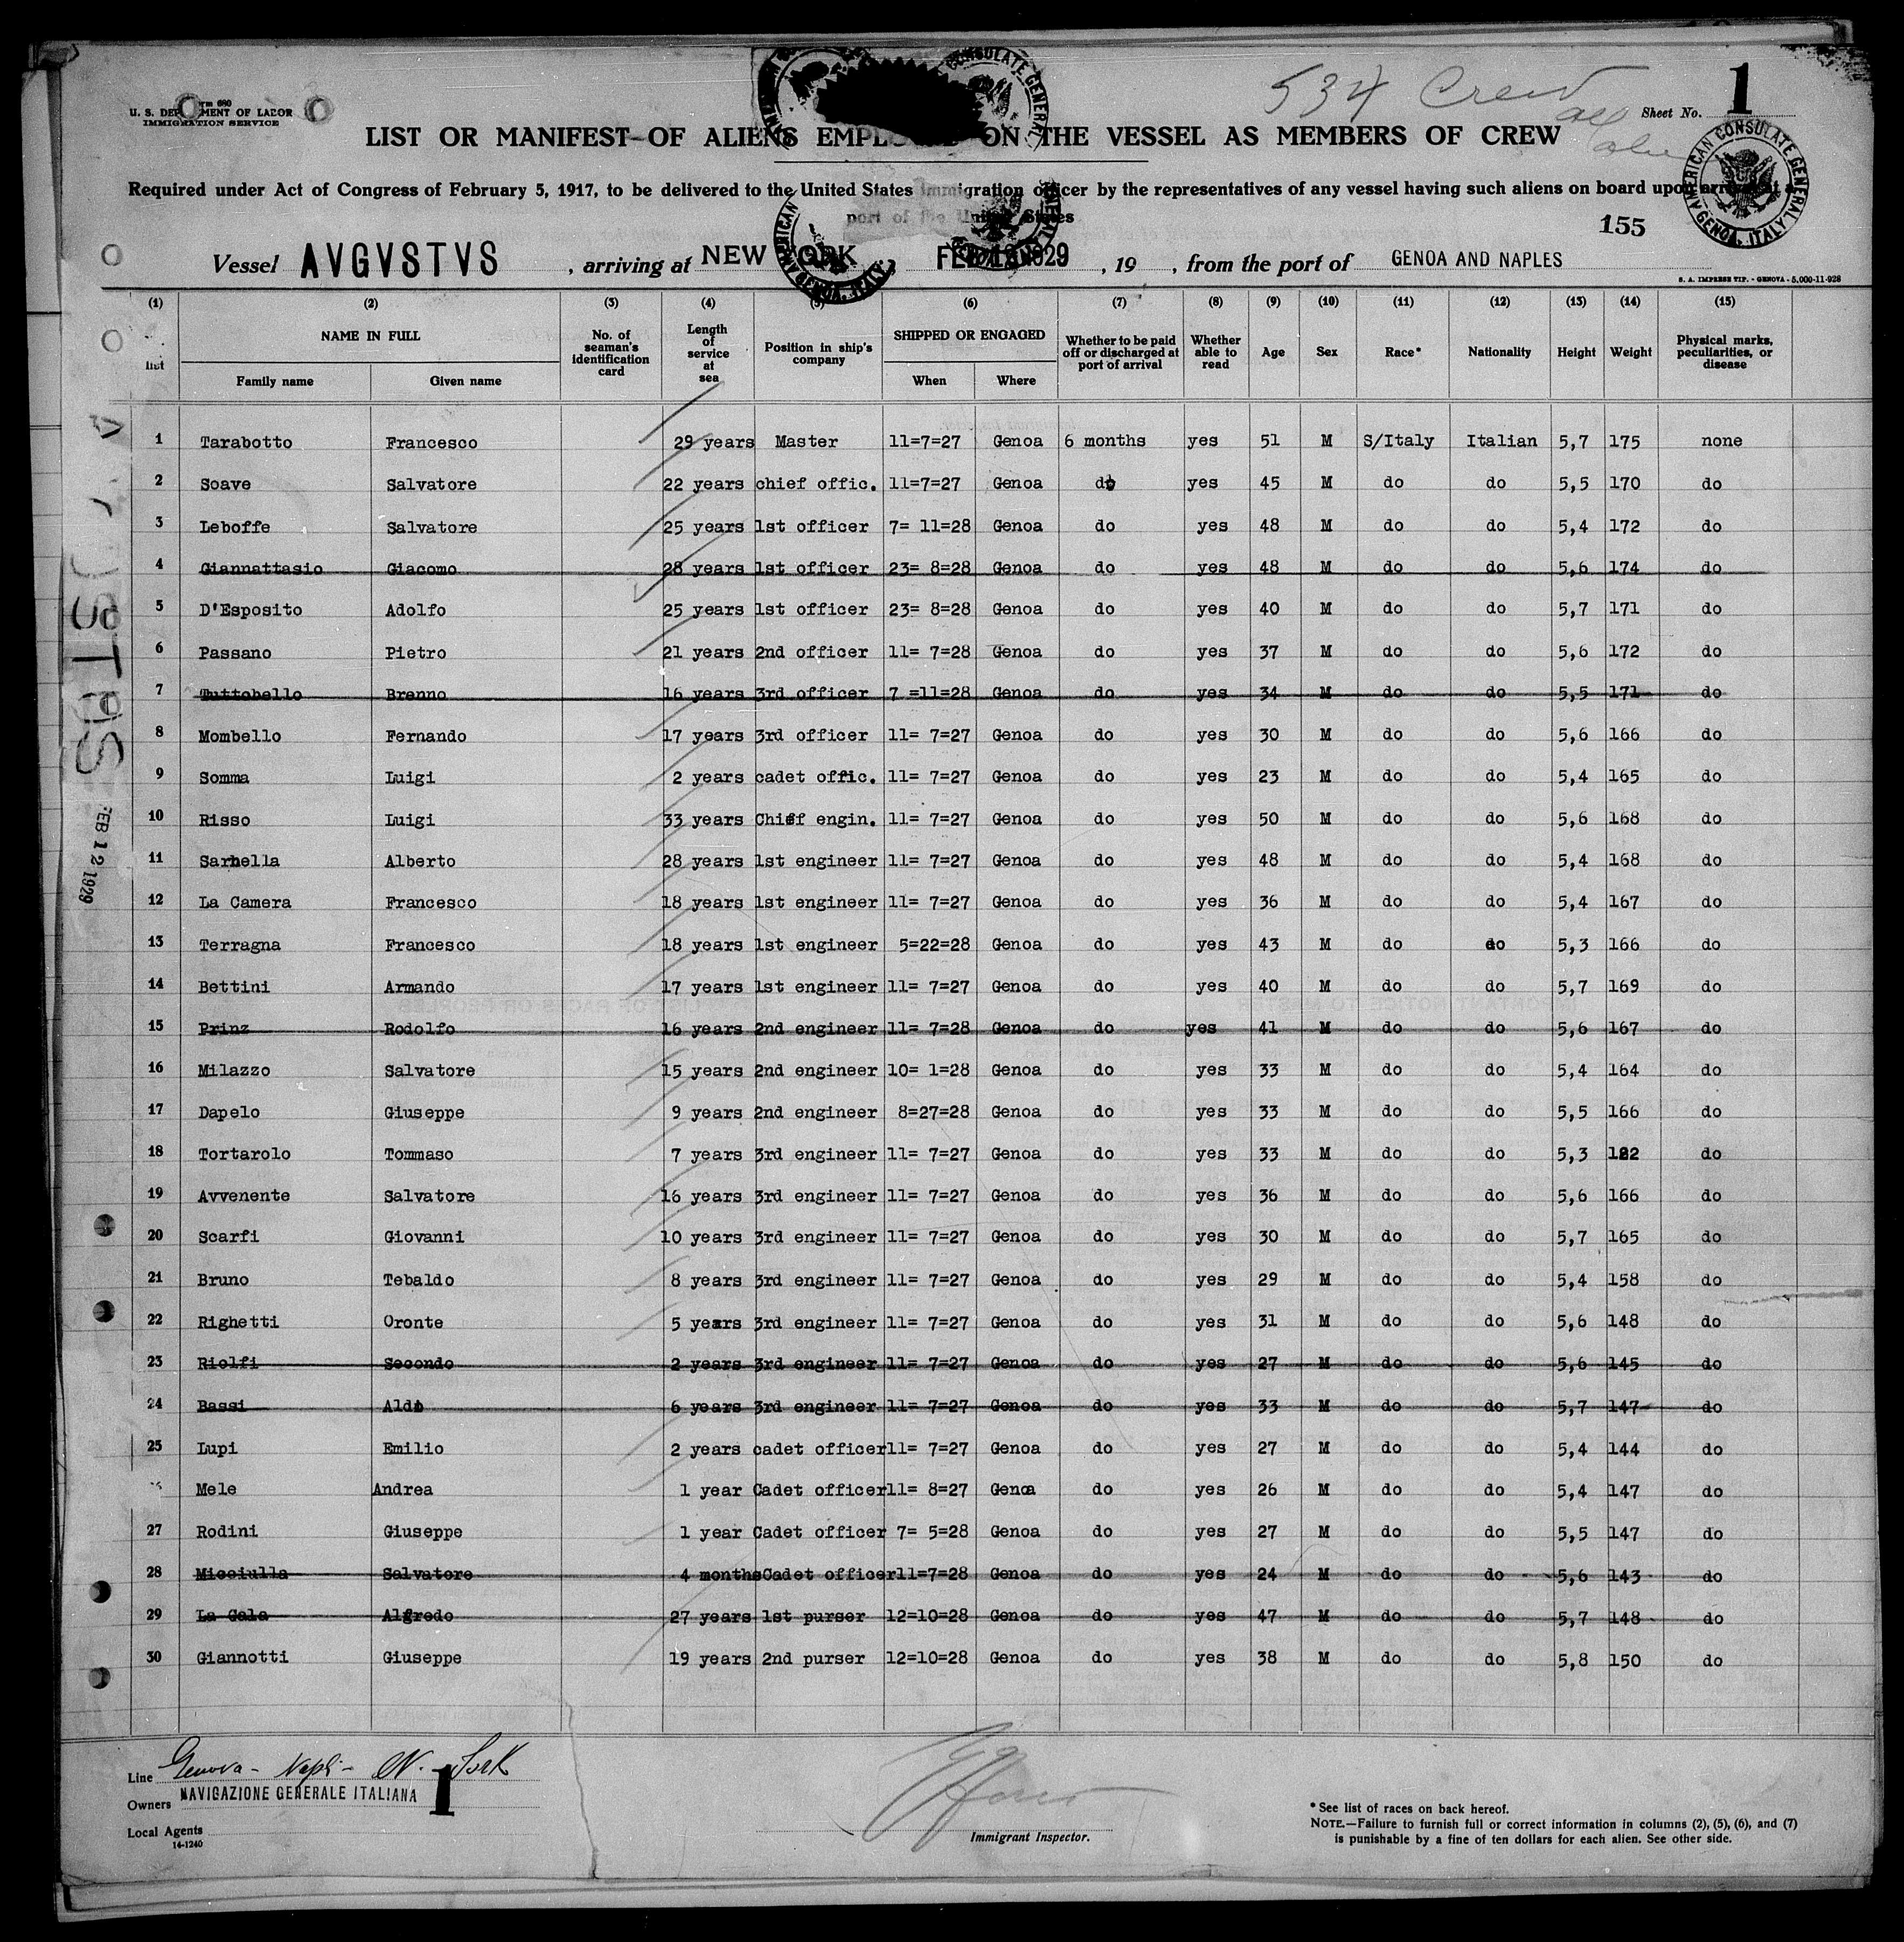 534 Crew
U. S. DEPARTMENT OF LABOR
IMMIGRATION SERVICE
Sheet No. 1
LIST OR MANIFEST OF ALIENS EMPLOYED ON THE VESSEL AS MEMBERS OF CREW
Required under Act of Congress of February 5, 1917, to be delivered to the United States Immigration officer by the representatives of any vessel having such aliens on board upon arrival at a
port of the United States
AMERICAN CONSULATE GENERAL GENOA, ITALY
155
Vessel AVGVSTVS, arriving at NEW YORK FEB 12 1929, 19 , from the port of GENOA AND NAPLES
S. A. IMPRESE TIP. - GENOVA - 5,000-11-928
(1) (2) (3) (4) (5) (6) (7) (8) (9) (10) (11) (12) (13) (14) (15)
list NAME IN FULL Family name Given name No. of seaman's identification card Length of service at sea Position in ship's company SHIPPED OR ENGAGED When Where Whether to be paid off or discharged at port of arrival Whether able to read Age Sex Race* Nationality Height Weight Physical marks, peculiarities, or disease
1 Tarabotto Francesco 29 years Master 11=7=27 Genoa 6 months yes 51 M S/Italy Italian 5,7 175 none
2 Soave Salvatore 22 years chief offic. 11=7=27 Genoa do yes 45 M do do 5,5 170 do
3 Leboffe Salvatore 25 years 1st officer 7= 11=28 Genoa do yes 48 M do do 5,4 172 do
4 Giannattasio Giacomo 28 years 1st officer 23= 8=28 Genoa do yes 48 M do do 5,6 174 do
5 D'Esposito Adolfo 25 years 1st officer 23= 8=28 Genoa do yes 40 M do do 5,7 171 do
6 Passano Pietro 21 years 2nd officer 11= 7=28 Genoa do yes 37 M do do 5,6 172 do
7 Tuttobello Brenno 16 years 3rd officer 7 =11=28 Genoa do yes 34 M do do 5,5 171 do
8 Mombello Fernando 17 years 3rd officer 11= 7=27 Genoa do yes 30 M do do 5,6 166 do
9 Somma Luigi 2 years cadet offic. 11= 7=27 Genoa do yes 23 M do do 5,4 165 do
10 Risso Luigi 33 years Chief engin. 11= 7=27 Genoa do yes 50 M do do 5,6 168 do
11 Sarnella Alberto 28 years 1st engineer 11= 7=27 Genoa do yes 48 M do do 5,4 168 do
12 La Camera Francesco 18 years 1st engineer 11= 7=27 Genoa do yes 36 M do do 5,4 167 do
13 Terragna Francesco 18 years 1st engineer 5=22=28 Genoa do yes 43 M do do 5,3 166 do
14 Bettini Armando 17 years 1st engineer 11= 7=27 Genoa do yes 40 M do do 5,7 169 do
15 Prinz Rodolfo 16 years 2nd engineer 11= 7=28 Genoa do yes 41 M do do 5,6 167 do
16 Milazzo Salvatore 15 years 2nd engineer 10= 1=28 Genoa do yes 33 M do do 5,4 164 do
17 Dapelo Giuseppe 9 years 2nd engineer 8=27=28 Genoa do yes 33 M do do 5,5 166 do
18 Tortarolo Tommaso 7 years 3rd engineer 11= 7=27 Genoa do yes 33 M do do 5,3 do
19 Avvenente Salvatore 16 years 3rd engineer 11= 7=27 Genoa do yes 36 M do do 5,6 166 do
20 Scarfi Giovanni 10 years 3rd engineer 11= 7=27 Genoa do yes 30 M do do 5,7 165 do
21 Bruno Tebaldo 8 years 3rd engineer 11= 7=27 Genoa do yes 29 M do do 5,4 158 do
22 Righetti Oronte 5 years 3rd engineer 11= 7=27 Genoa do yes 31 M do do 5,6 148 do
23 Rielfi Secondo 2 years 3rd engineer 11= 7=27 Genoa do yes 27 M do do 5,6 145 do
24 Bassi Aldo 6 years 3rd engineer 11= 7=27 Genoa do yes 33 M do do 5,7 147 do
25 Lupi Emilio 2 years cadet officer 11= 7=27 Genoa do yes 27 M do do 5,4 144 do
Mele Andrea 1 year Cadet officer 11= 8=27 Genoa do yes 26 M do do 5,4 147 do
27 Rodini Giuseppe 1 year Cadet officer 7= 5=28 Genoa do yes 27 M do do 5,5 147 do
28 Micciulla Salvatore 4 months Cadet officer 11=7=28 Genoa do yes 24 M do do 5,6 143 do
29 La Gala Alfredo 27 years 1st purser 12=10=28 Genoa do yes 47 M do do 5,7 148 do
30 Giannotti Giuseppe 19 years 2nd purser 12=10=28 Genoa do yes 38 M do do 5,8 150 do
FEB 12 1929
Line Genova - Napoli - N. York
Owners NAVIGAZIONE GENERALE ITALIANA 1
Local Agents
14-1240
Immigrant Inspector.
* See list of races on back hereof.
NOTE.—Failure to furnish full or correct information in columns (2), (5), (6), and (7)
is punishable by a fine of ten dollars for each alien. See other side.